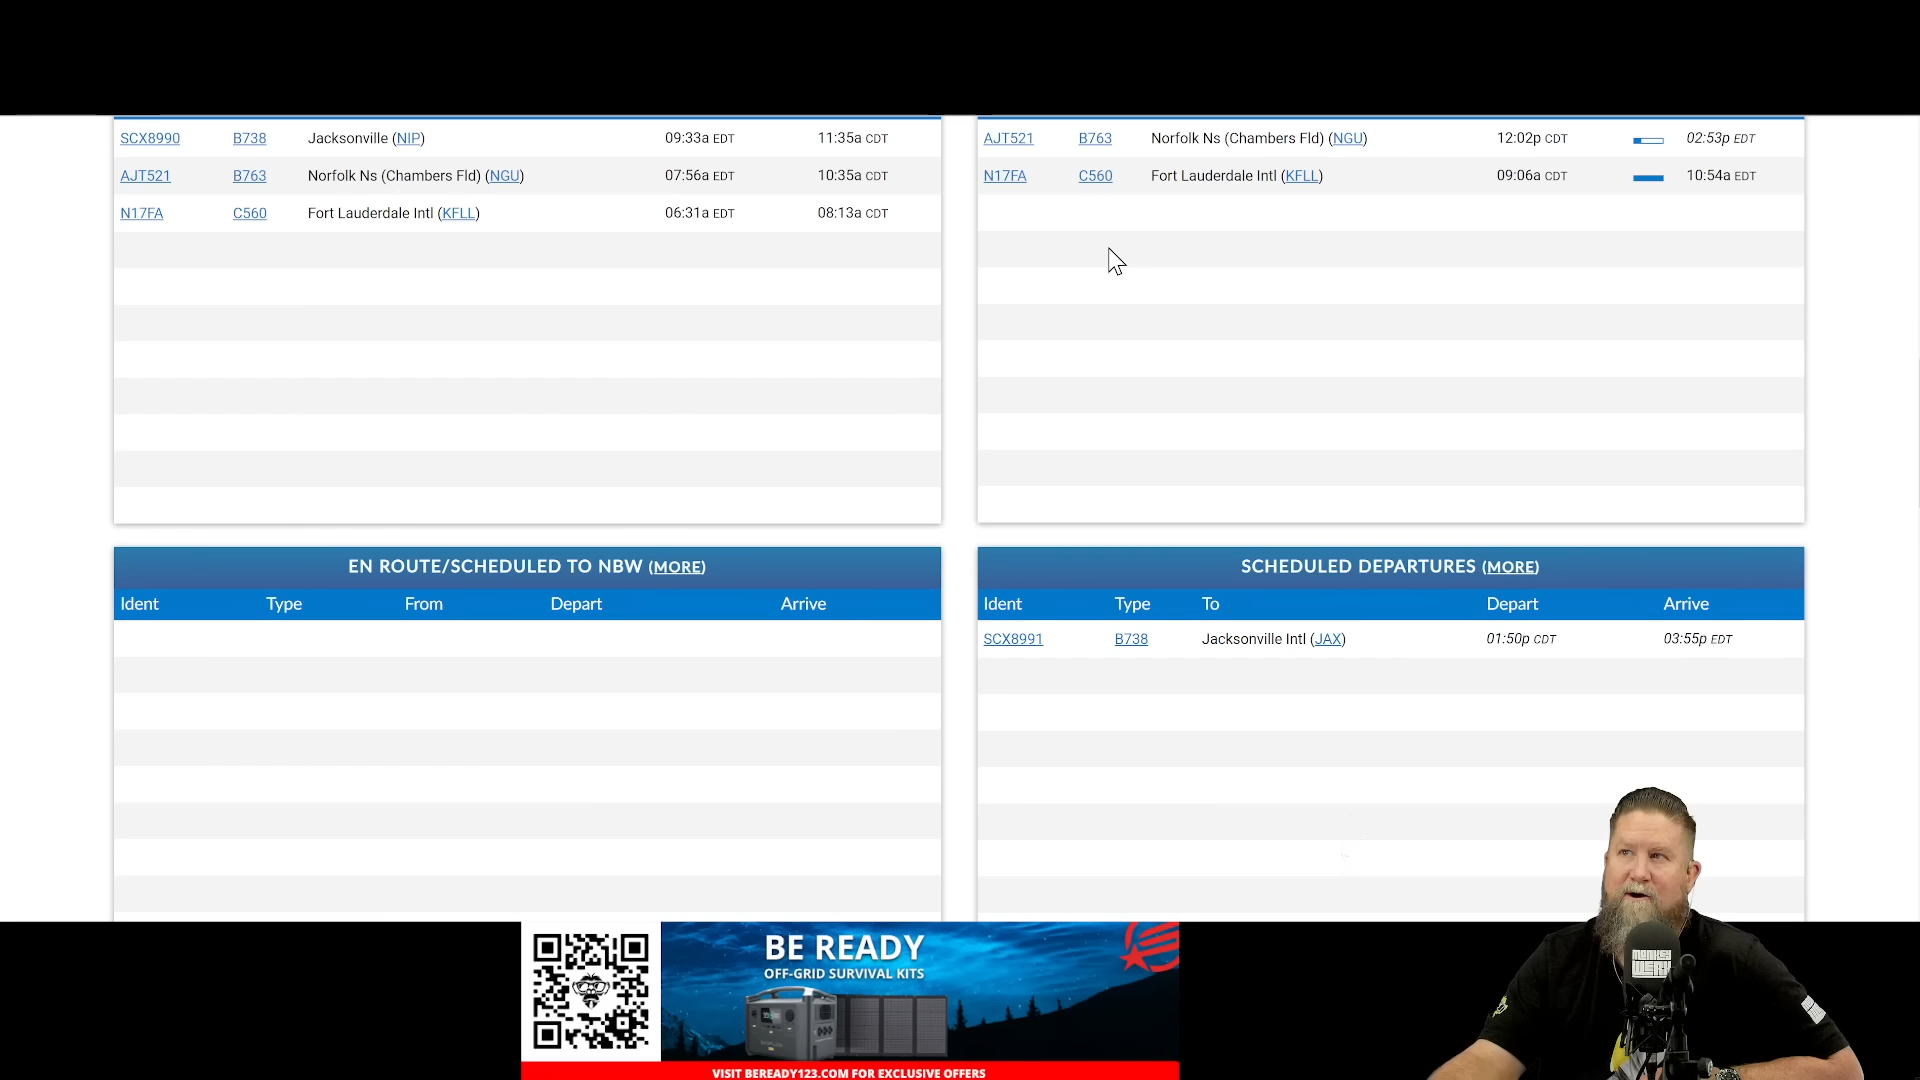 SCX8990 B738 Jacksonville (NIP) 09:33a EDT 11:35a CDT
AJT521 B763 Norfolk Ns (Chambers Fld) (NGU) 07:56a EDT 10:35a CDT
N17FA C560 Fort Lauderdale Intl (KFLL) 06:31a EDT 08:13a CDT
AJT521 B763 Norfolk Ns (Chambers Fld) (NGU) 12:02p CDT 02:53p EDT
N17FA C560 Fort Lauderdale Intl (KFLL) 09:06a CDT 10:54a EDT
EN ROUTE/SCHEDULED TO NBW (MORE)
Ident Type From Depart Arrive
SCHEDULED DEPARTURES (MORE)
Ident Type To Depart Arrive
SCX8991 B738 Jacksonville Intl (JAX) 01:50p CDT 03:55p EDT
BE READY
OFF-GRID SURVIVAL KITS
VISIT BEREADY123.COM FOR EXCLUSIVE OFFERS
MONKEY
WERX